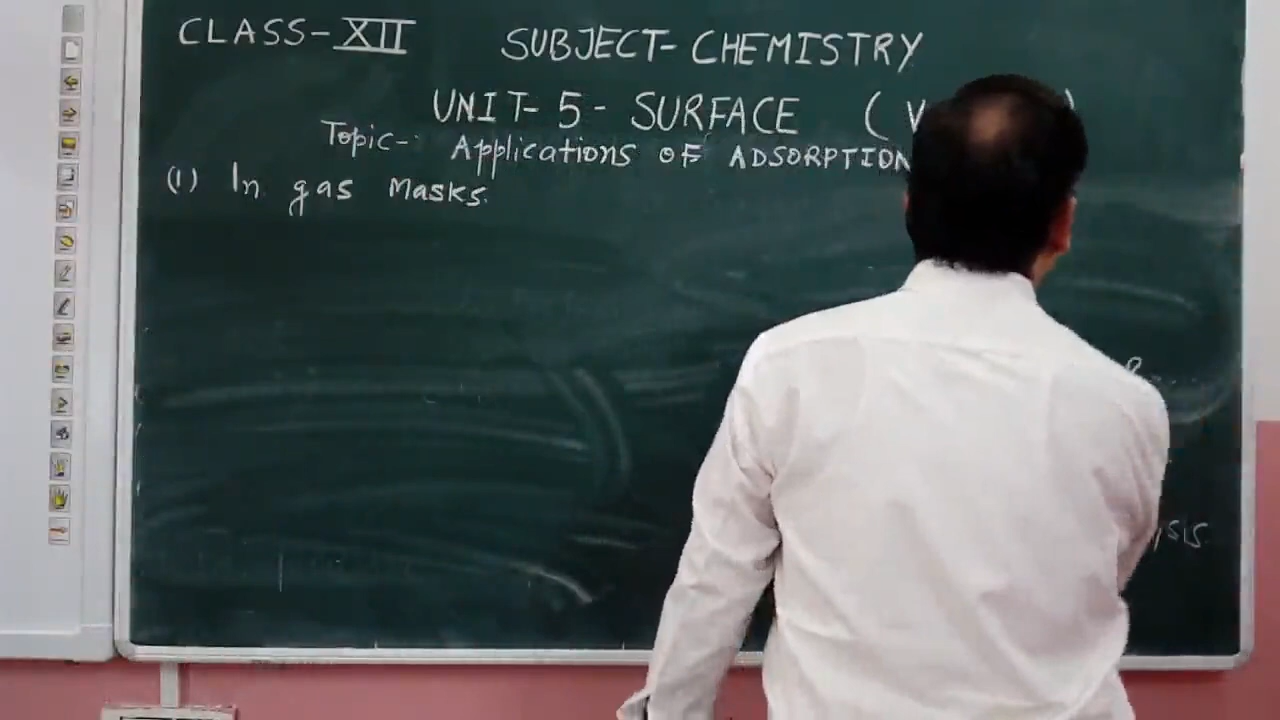 CLASS-XII
SUBJECT-CHEMISTRY
UNIT-5-SURFACE (V )
Topic-: Applications OF ADSORPTION
(1) In gas Masks.